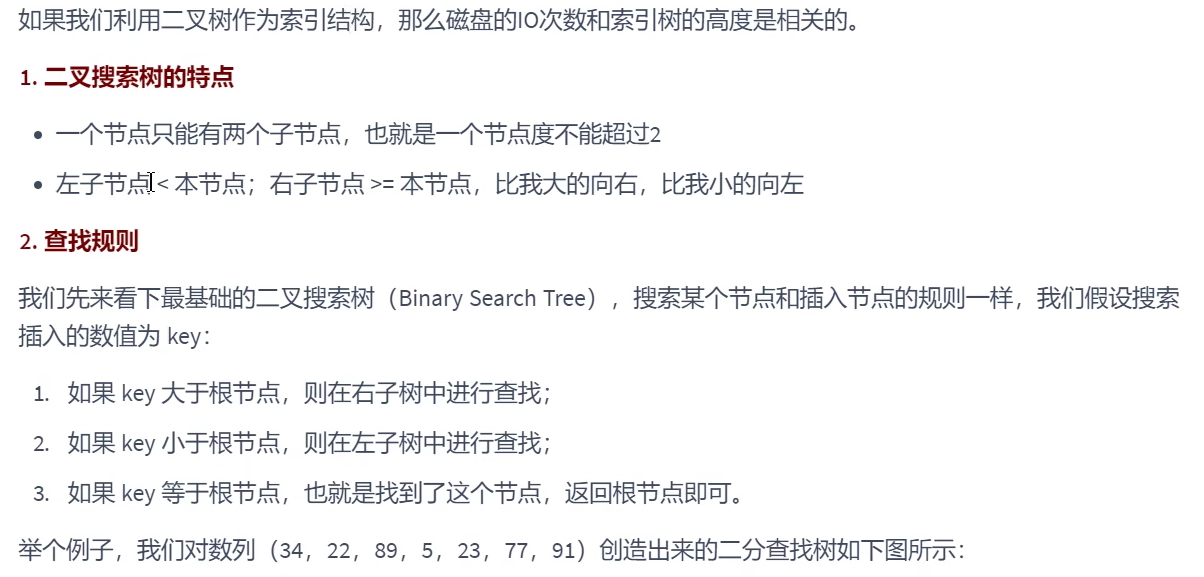 如果我们利用二叉树作为索引结构，那么磁盘的IO次数和索引树的高度是相关的。
1. 二叉搜索树的特点
• 一个节点只能有两个子节点，也就是一个节点度不能超过2
• 左子节点 < 本节点；右子节点 >= 本节点，比我大的向右，比我小的向左
2. 查找规则
我们先来看下最基础的二叉搜索树（Binary Search Tree），搜索某个节点和插入节点的规则一样，我们假设搜索
插入的数值为 key：
1. 如果 key 大于根节点，则在右子树中进行查找；
2. 如果 key 小于根节点，则在左子树中进行查找；
3. 如果 key 等于根节点，也就是找到了这个节点，返回根节点即可。
举个例子，我们对数列（34，22，89，5，23，77，91）创造出来的二分查找树如下图所示：